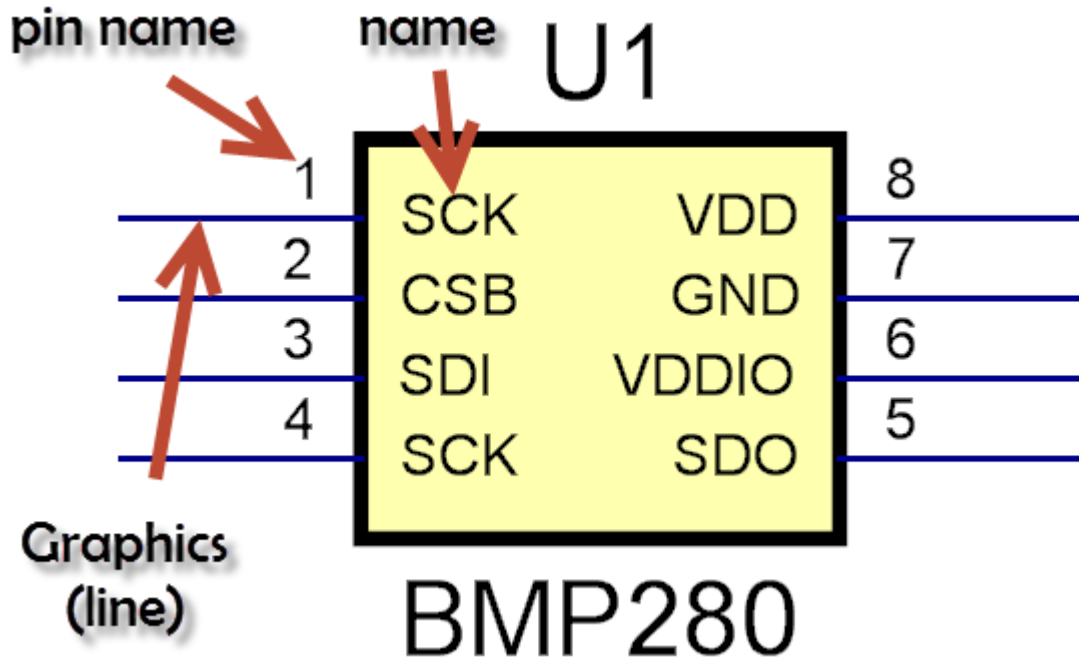 pin name
name
U1
1
SCK
VDD
8
2
CSB
GND
7
3
SDI
VDDIO
6
4
SCK
SDO
5
Graphics
(line)
BMP280